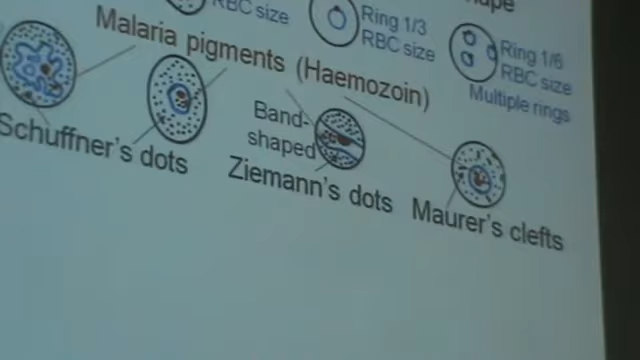 RBC size
Ring 1/3
RBC size
Ring 1/6
RBC size
Multiple rings
Malaria pigments (Haemozoin)
Band-
shaped
Schuffner's dots
Ziemann's dots
Maurer's clefts